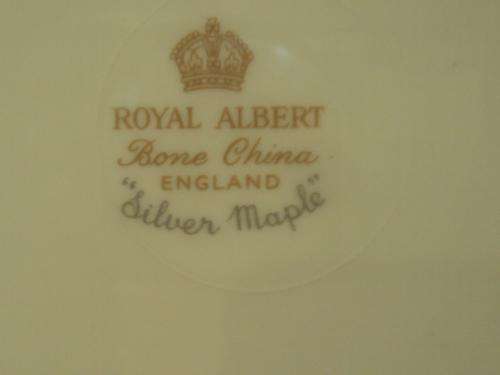 ROYAL ALBERT
Bone China
ENGLAND
"Silver Maple"